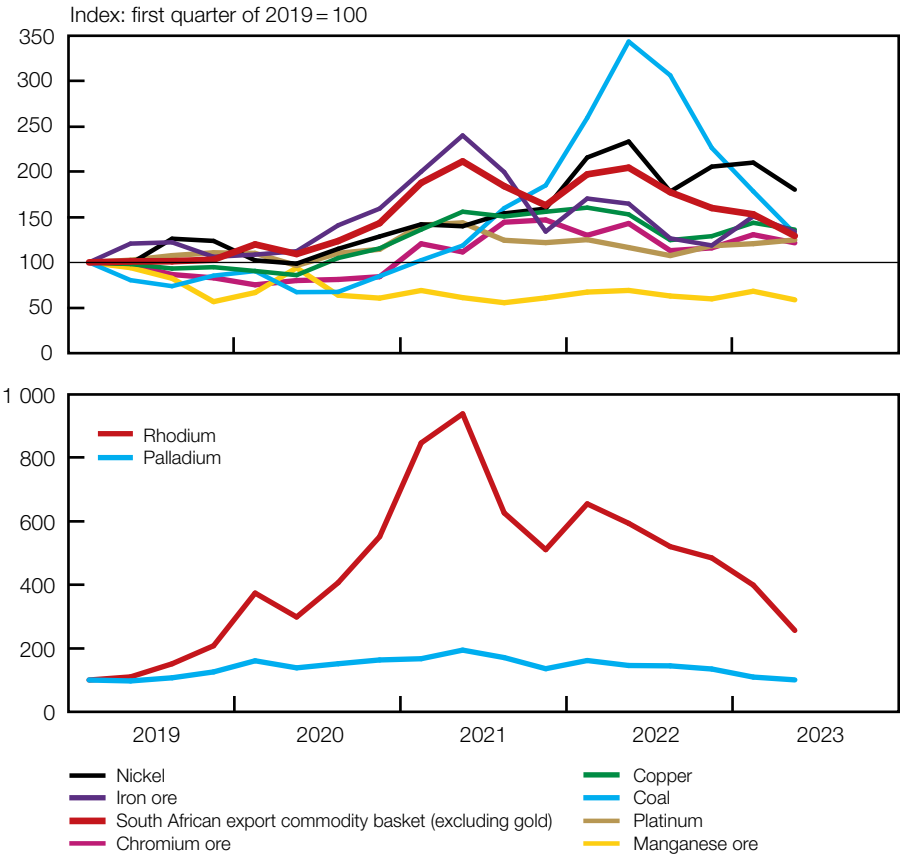 Index: first quarter of 2019 = 100
350
300
250
200
150
100
50
0
1 000
800
600
400
200
0
Rhodium
Palladium
2019 2020 2021 2022 2023
Nickel
Iron ore
South African export commodity basket (excluding gold)
Chromium ore
Copper
Coal
Platinum
Manganese ore